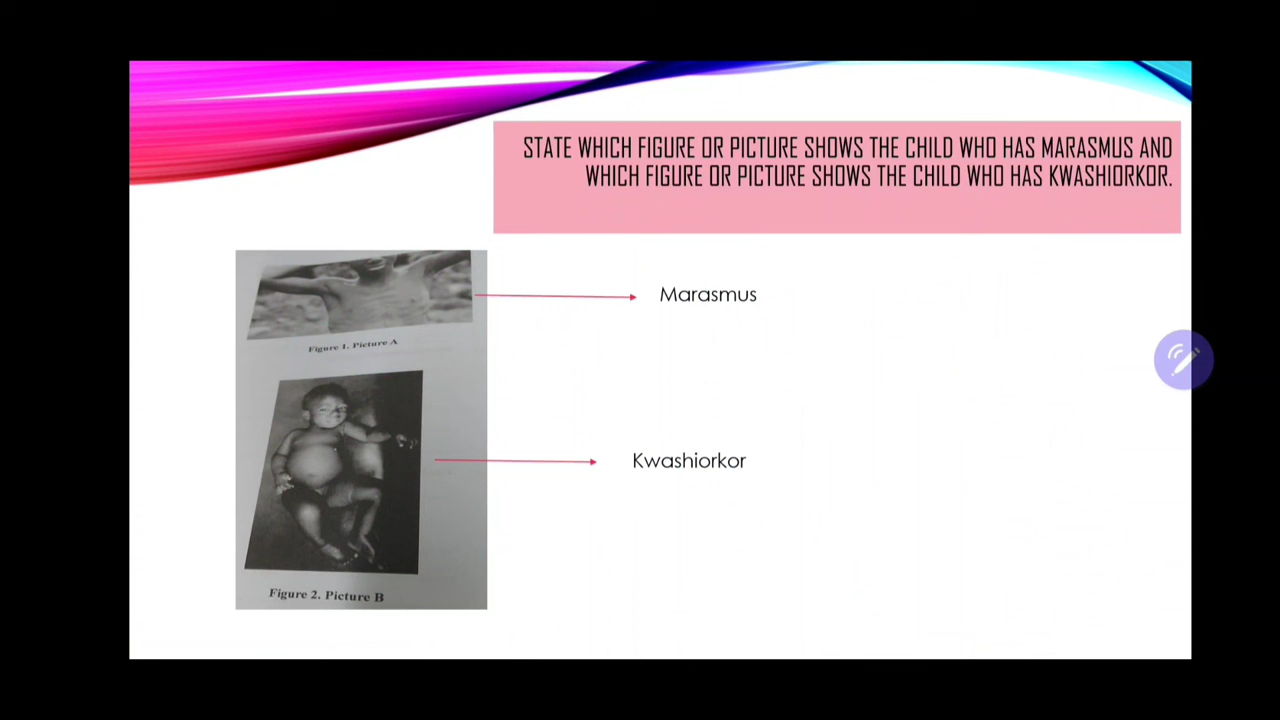 STATE WHICH FIGURE OR PICTURE SHOWS THE CHILD WHO HAS MARASMUS AND
WHICH FIGURE OR PICTURE SHOWS THE CHILD WHO HAS KWASHIORKOR.
Marasmus
Figure 1. Picture A
Kwashiorkor
Figure 2. Picture B